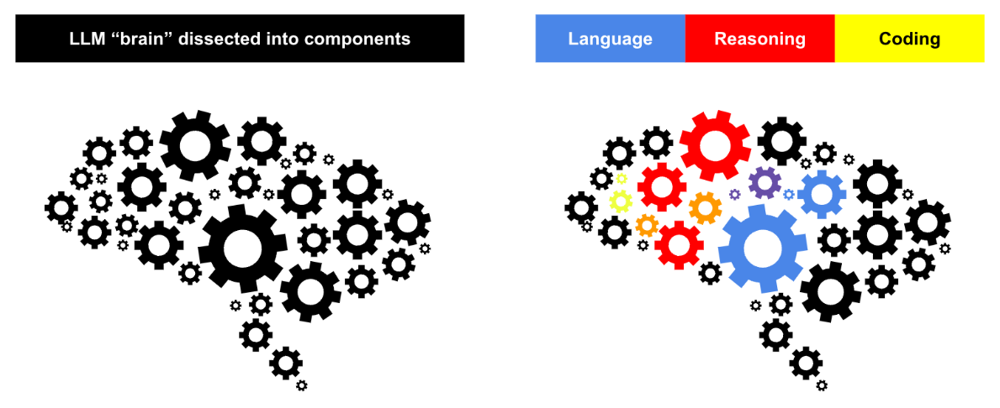 LLM “brain” dissected into components
Language
Reasoning
Coding